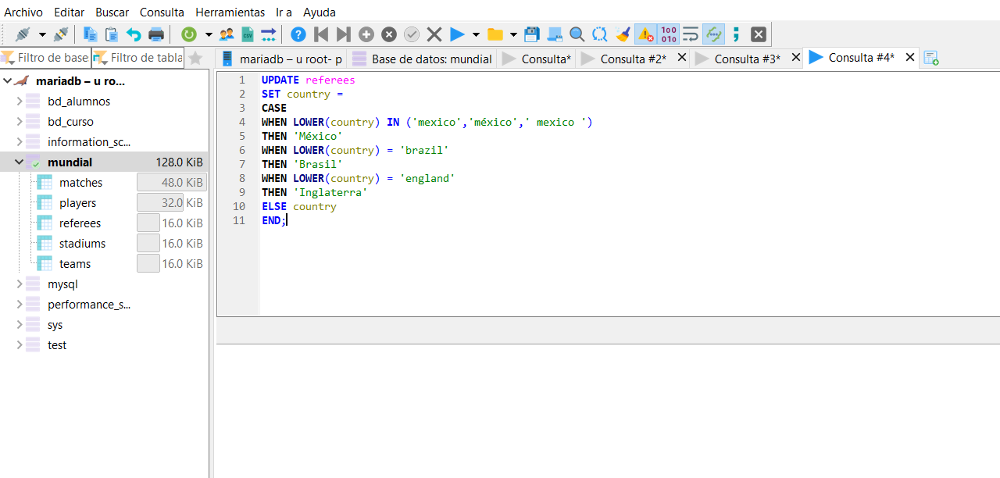 Archivo Editar Buscar Consulta Herramientas Ir a Ayuda
CSV 100 010
Filtro de base Filtro de tabla mariadb – u root- p Base de datos: mundial Consulta* Consulta #2* Consulta #3* Consulta #4*
mariadb – u ro...
bd_alumnos
bd_curso
information_sc...
mundial 128.0 KiB
matches 48.0 KiB
players 32.0 KiB
referees 16.0 KiB
stadiums 16.0 KiB
teams 16.0 KiB
mysql
performance_s...
sys
test
1 UPDATE referees
2 SET country =
3 CASE
4 WHEN LOWER(country) IN ('mexico','méxico',' mexico ')
5 THEN 'México'
6 WHEN LOWER(country) = 'brazil'
7 THEN 'Brasil'
8 WHEN LOWER(country) = 'england'
9 THEN 'Inglaterra'
10 ELSE country
11 END;